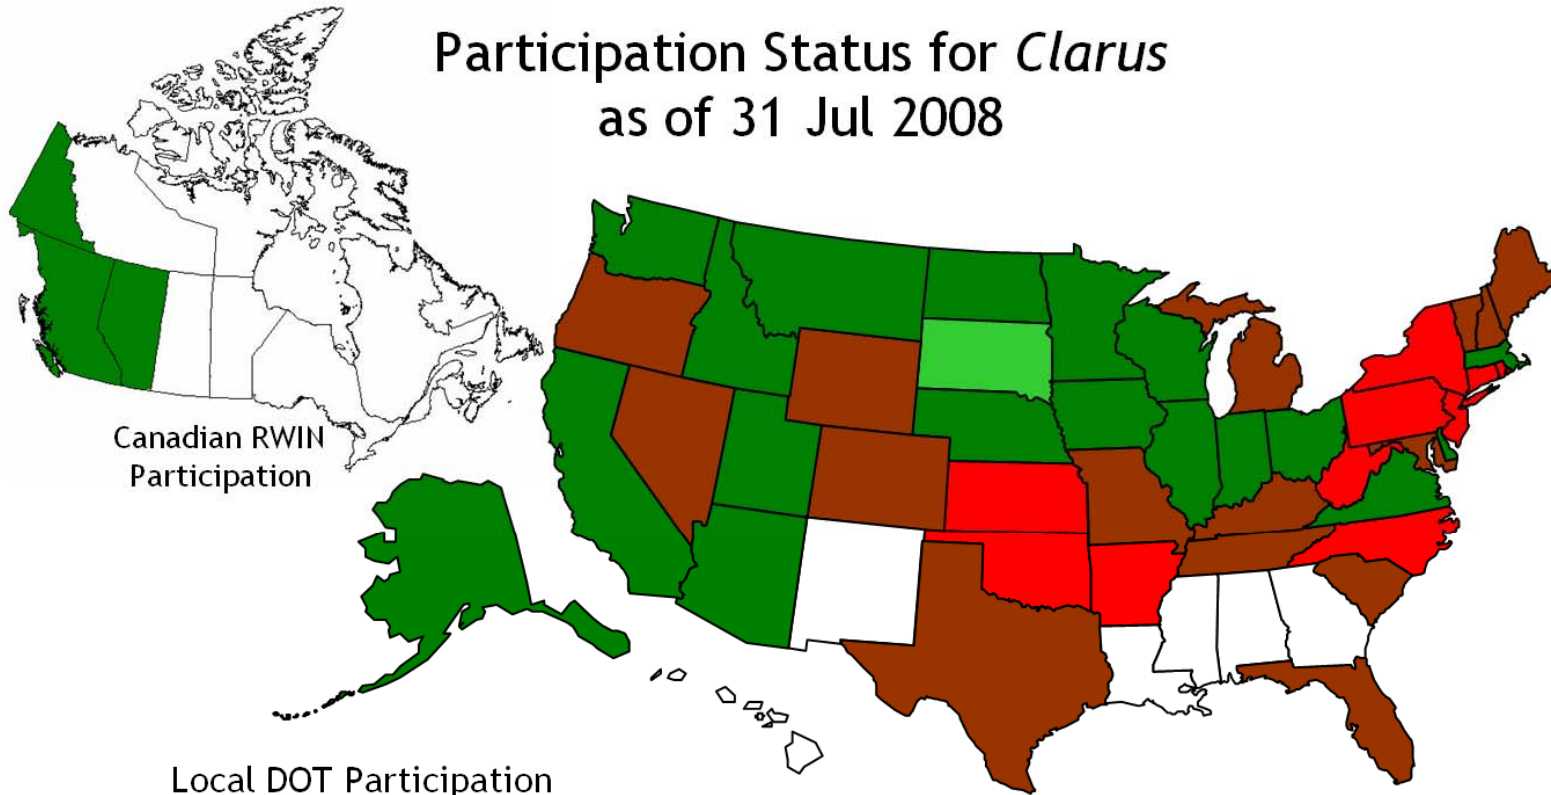 Participation Status for Clarus
as of 31 Jul 2008
Canadian RWIN
Participation
Local DOT Participation